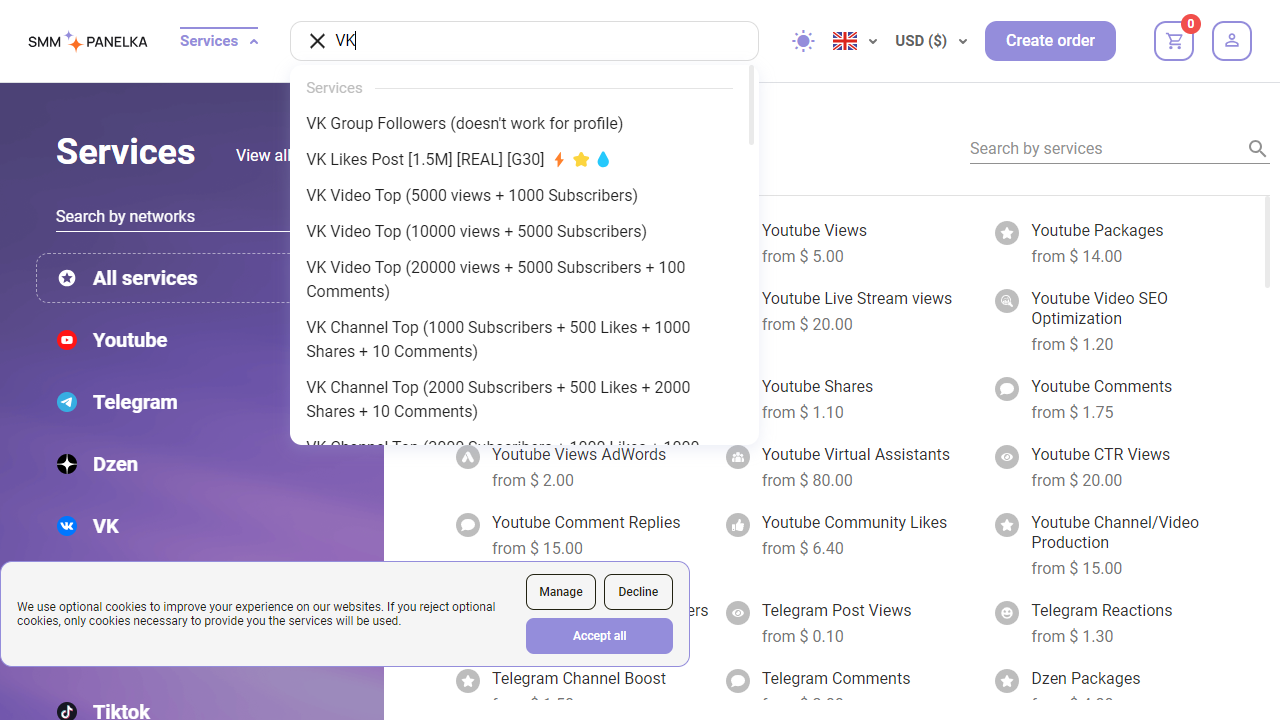 SMM PANELKA
Services
VK
USD ($)
Create order
0
Services
VK Group Followers (doesn't work for profile)
VK Likes Post [1.5M] [REAL] [G30] ⚡ ⭐ 💧
VK Video Top (5000 views + 1000 Subscribers)
VK Video Top (10000 views + 5000 Subscribers)
VK Video Top (20000 views + 5000 Subscribers + 100
Comments)
VK Channel Top (1000 Subscribers + 500 Likes + 1000
Shares + 10 Comments)
VK Channel Top (2000 Subscribers + 500 Likes + 2000
Shares + 10 Comments)
Services
View all
Search by networks
All services
Youtube
Telegram
Dzen
VK
Tiktok
Search by services
Youtube Views
from $ 5.00
Youtube Packages
from $ 14.00
Youtube Live Stream views
from $ 20.00
Youtube Video SEO
Optimization
from $ 1.20
Youtube Shares
from $ 1.10
Youtube Comments
from $ 1.75
Youtube Views AdWords
from $ 2.00
Youtube Virtual Assistants
from $ 80.00
Youtube CTR Views
from $ 20.00
Youtube Comment Replies
from $ 15.00
Youtube Community Likes
from $ 6.40
Youtube Channel/Video
Production
from $ 15.00
Telegram Post Views
from $ 0.10
Telegram Reactions
from $ 1.30
Telegram Channel Boost
Telegram Comments
Dzen Packages
We use optional cookies to improve your experience on our websites. If you reject optional
cookies, only cookies necessary to provide you the services will be used.
Manage
Decline
Accept all